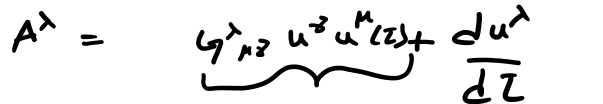 A^λ = Γ^λ_{μν} u^ν u^μ(τ) + du^λ/dτ